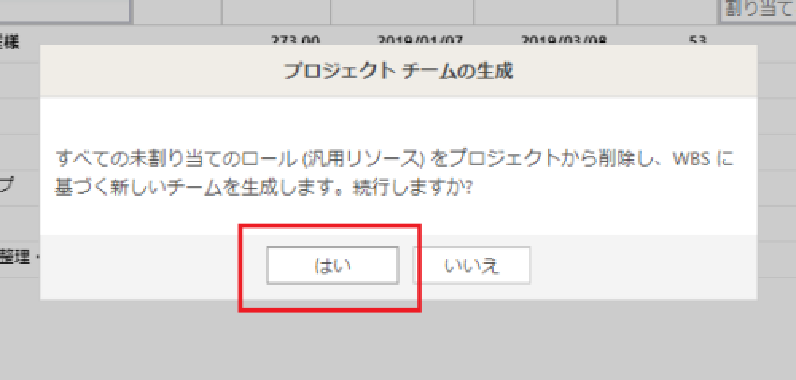 割り当て
様
273.00 2019/01/07 2019/03/08 53
プロジェクト チームの生成
すべての未割り当てのロール (汎用リソース) をプロジェクトから削除し、WBS に
基づく新しいチームを生成します。続行しますか?
プ
整理・
はい いいえ